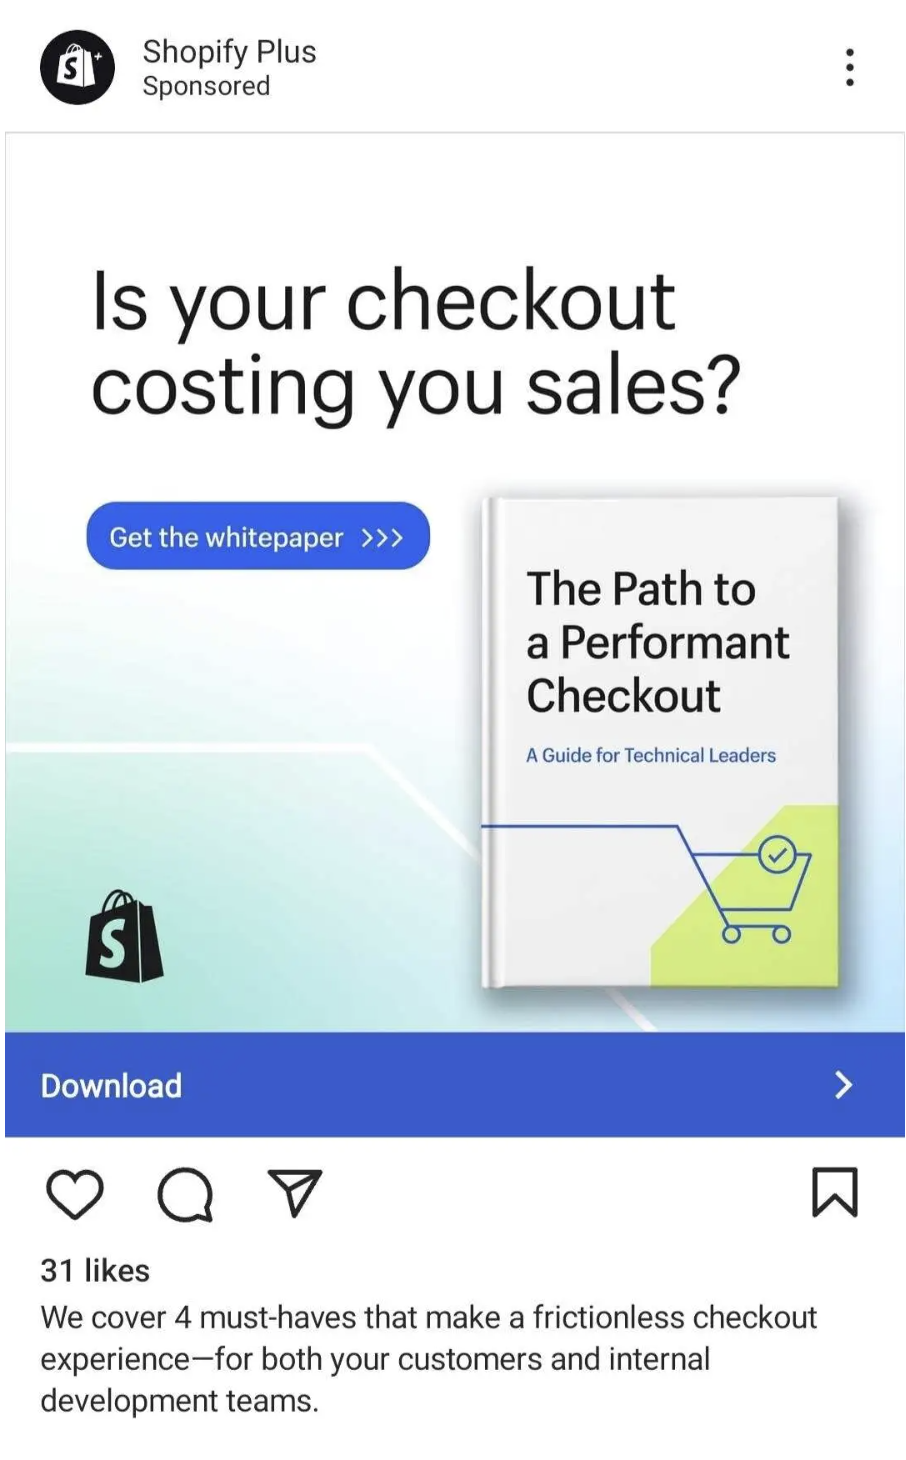 Shopify Plus
Sponsored
Is your checkout
costing you sales?
Get the whitepaper >>>
The Path to
a Performant
Checkout
A Guide for Technical Leaders
S
S
Download
31 likes
We cover 4 must-haves that make a frictionless checkout
experience—for both your customers and internal
development teams.